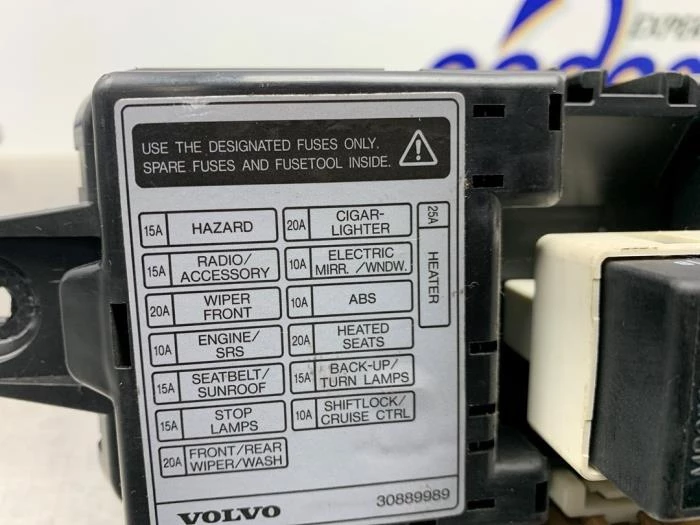 EXPER
USE THE DESIGNATED FUSES ONLY.
SPARE FUSES AND FUSETOOL INSIDE.
15A HAZARD
15A RADIO/
ACCESSORY
20A WIPER
FRONT
10A ENGINE/
SRS
15A SEATBELT/
SUNROOF
15A STOP
LAMPS
20A FRONT/REAR
WIPER/WASH
20A CIGAR-
LIGHTER
10A ELECTRIC
MIRR. /WNDW.
10A ABS
20A HEATED
SEATS
15A BACK-UP/
TURN LAMPS
10A SHIFTLOCK/
CRUISE CTRL
25A HEATER
VOLVO 30889989